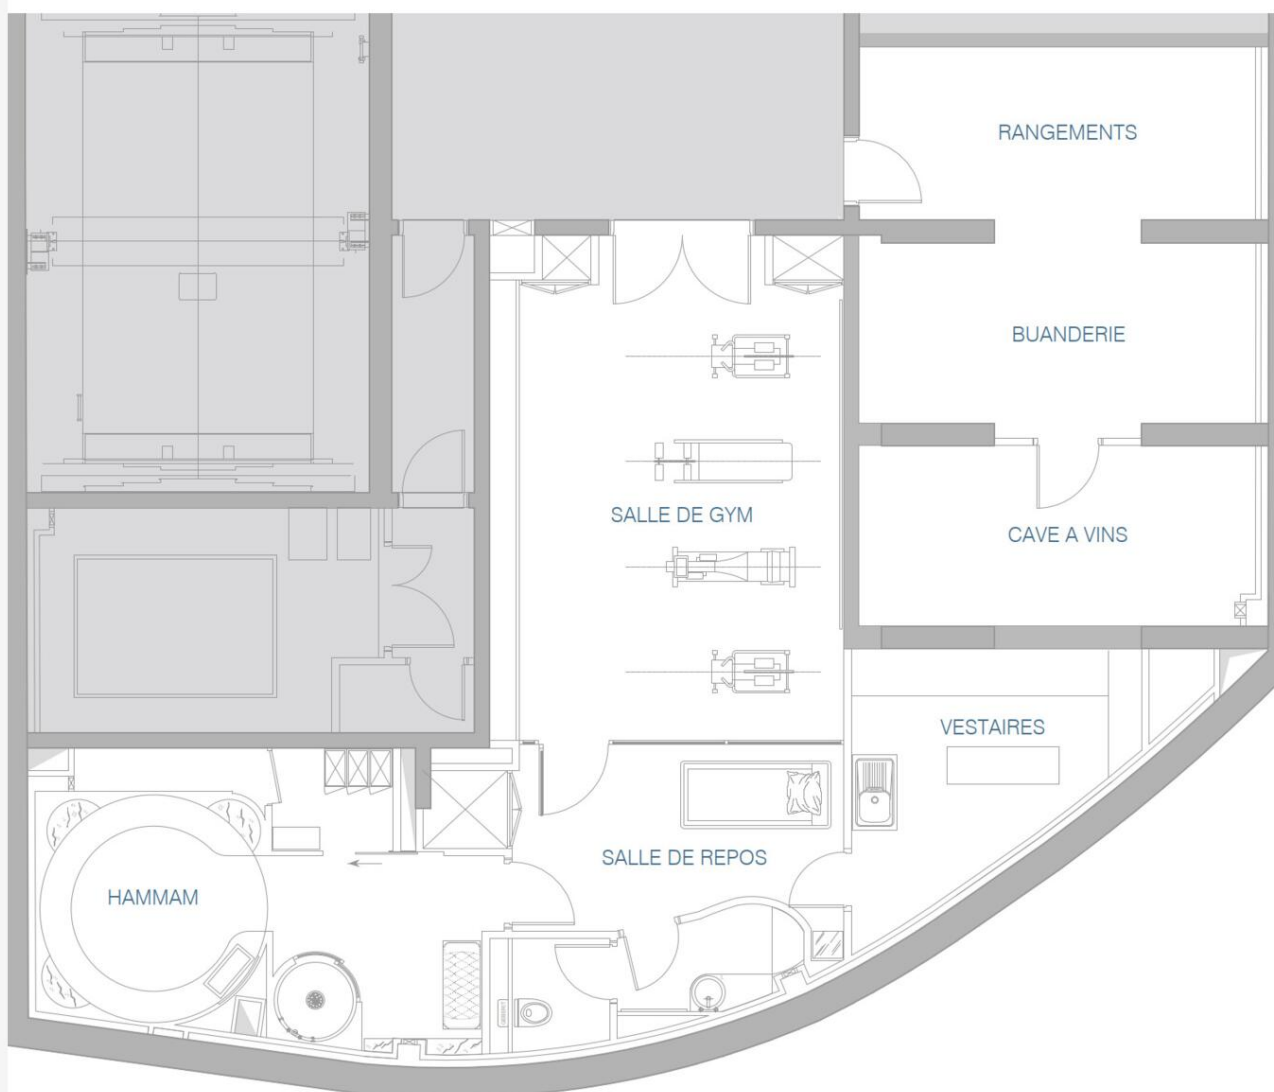 RANGEMENTS
BUANDERIE
SALLE DE GYM
CAVE A VINS
VESTAIRES
SALLE DE REPOS
HAMMAM